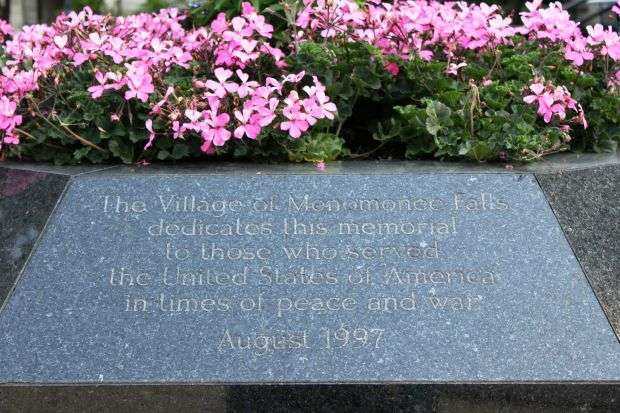 The Village of Menomonee Falls
dedicates this memorial
to those who served
the United States of America
in times of peace and war
August 1997